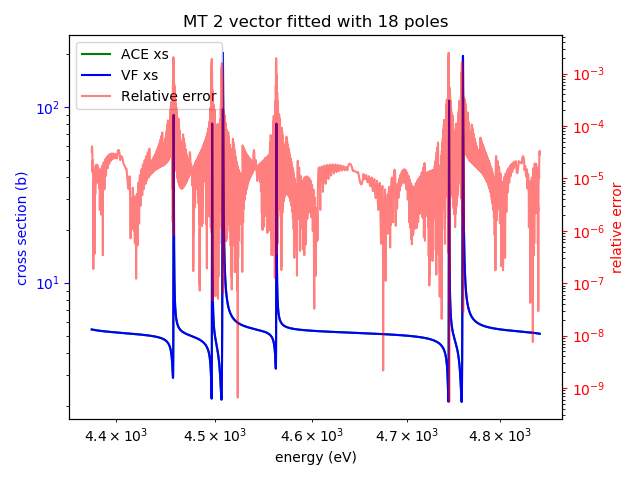 MT 2 vector fitted with 18 poles
ACE xs
VF xs
Relative error
cross section (b)
10²
10¹
relative error
10⁻³
10⁻⁴
10⁻⁵
10⁻⁶
10⁻⁷
10⁻⁸
10⁻⁹
4.4 × 10³
4.5 × 10³
4.6 × 10³
4.7 × 10³
4.8 × 10³
energy (eV)